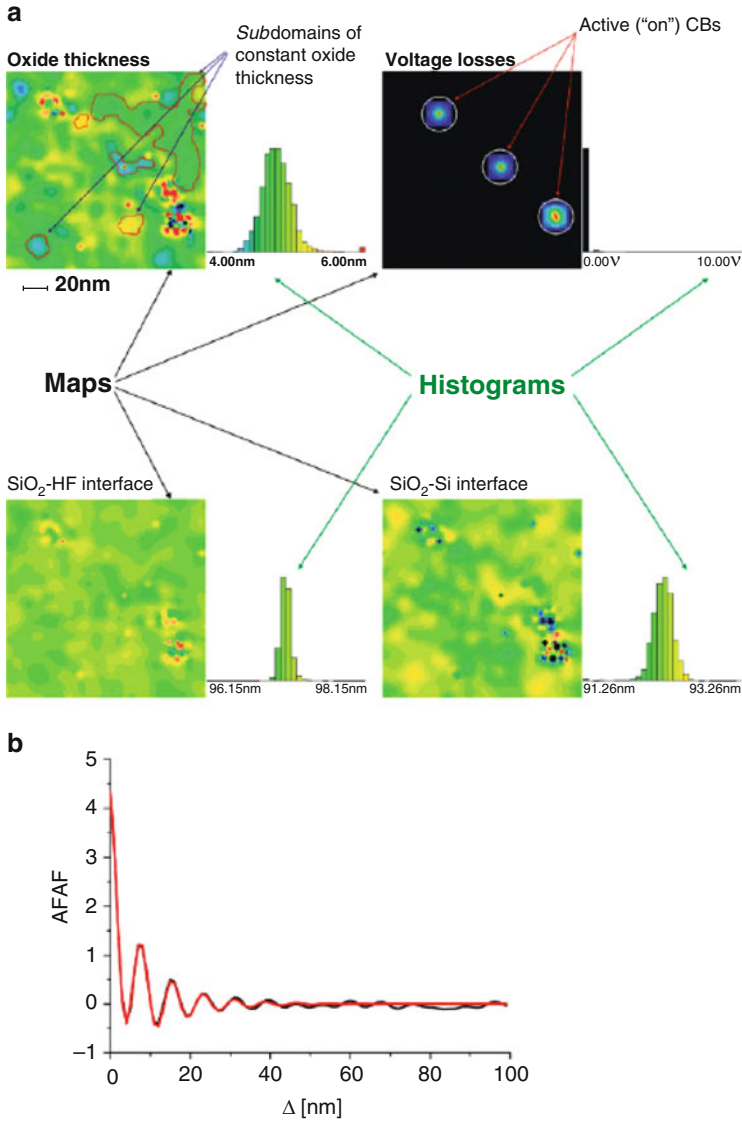 a
Subdomains of
constant oxide
thickness
Active ("on") CBs
Oxide thickness
Voltage losses
4.00nm
6.00nm
0.00V
10.00V
20nm
Maps
Histograms
SiO2-HF interface
SiO2-Si interface
96.15nm
98.15nm
91.26nm
93.26nm
b
5
4
3
2
1
0
−1
AFAF
0
20
40
60
80
100
Δ [nm]